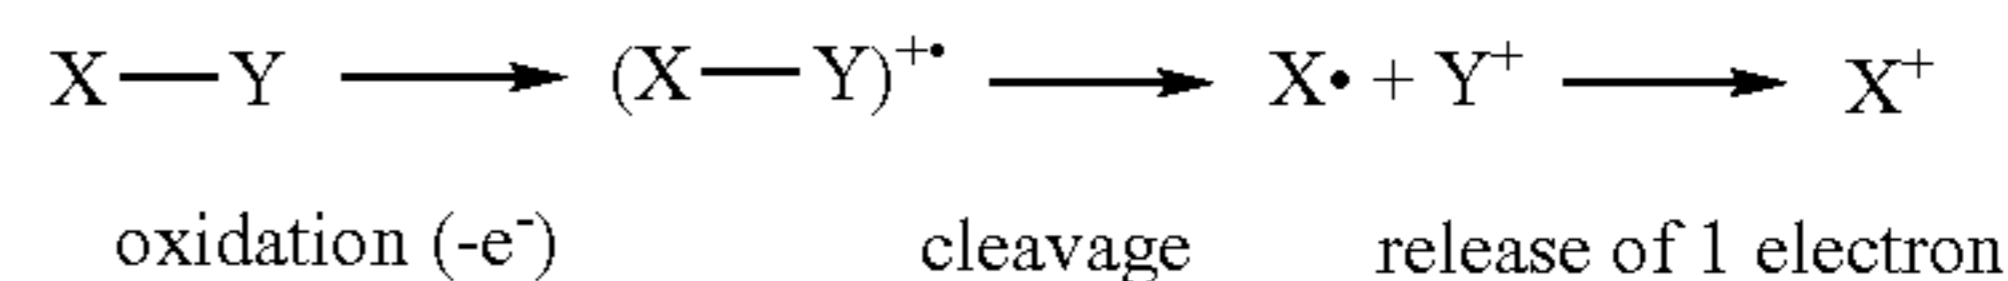 X — Y ⟶ (X — Y)⁺• ⟶ X• + Y⁺ ⟶ X⁺
oxidation (-e⁻) cleavage release of 1 electron